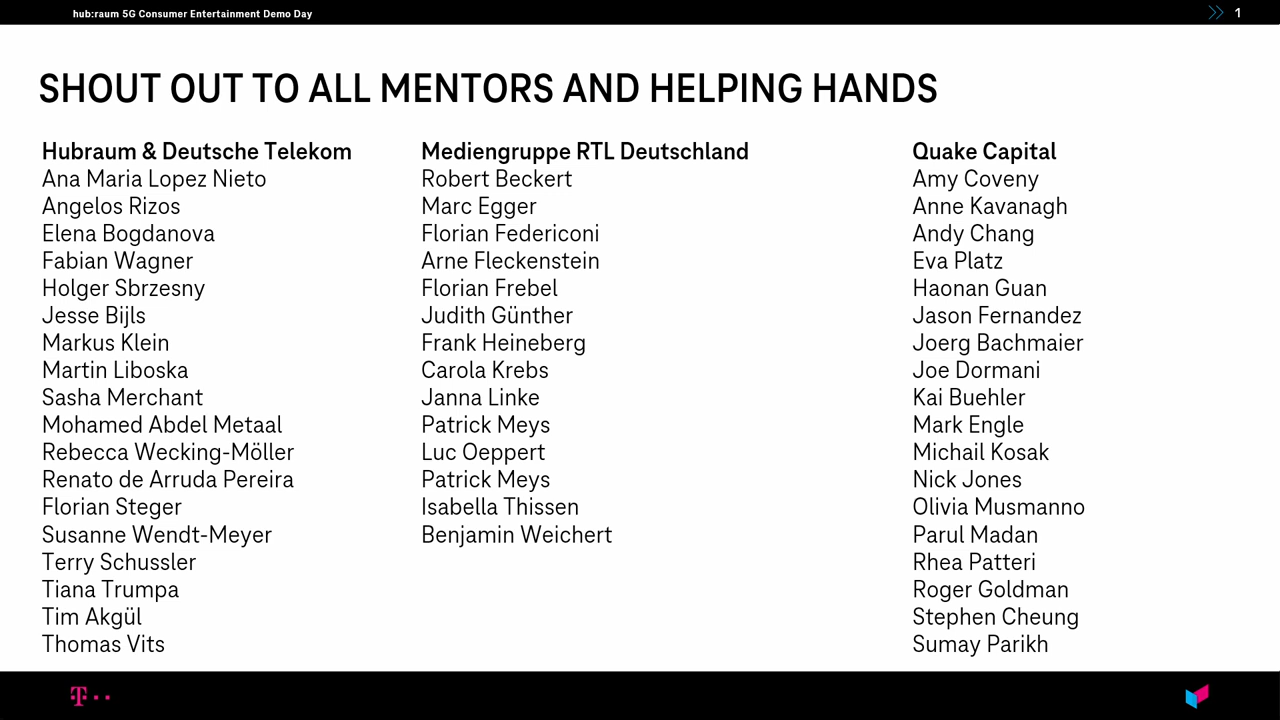 hub:raum 5G Consumer Entertainment Demo Day
1
SHOUT OUT TO ALL MENTORS AND HELPING HANDS
Hubraum & Deutsche Telekom
Ana Maria Lopez Nieto
Angelos Rizos
Elena Bogdanova
Fabian Wagner
Holger Sbrzesny
Jesse Bijls
Markus Klein
Martin Liboska
Sasha Merchant
Mohamed Abdel Metaal
Rebecca Wecking-Möller
Renato de Arruda Pereira
Florian Steger
Susanne Wendt-Meyer
Terry Schussler
Tiana Trumpa
Tim Akgül
Thomas Vits
Mediengruppe RTL Deutschland
Robert Beckert
Marc Egger
Florian Federiconi
Arne Fleckenstein
Florian Frebel
Judith Günther
Frank Heineberg
Carola Krebs
Janna Linke
Patrick Meys
Luc Oeppert
Patrick Meys
Isabella Thissen
Benjamin Weichert
Quake Capital
Amy Coveny
Anne Kavanagh
Andy Chang
Eva Platz
Haonan Guan
Jason Fernandez
Joerg Bachmaier
Joe Dormani
Kai Buehler
Mark Engle
Michail Kosak
Nick Jones
Olivia Musmanno
Parul Madan
Rhea Patteri
Roger Goldman
Stephen Cheung
Sumay Parikh
T